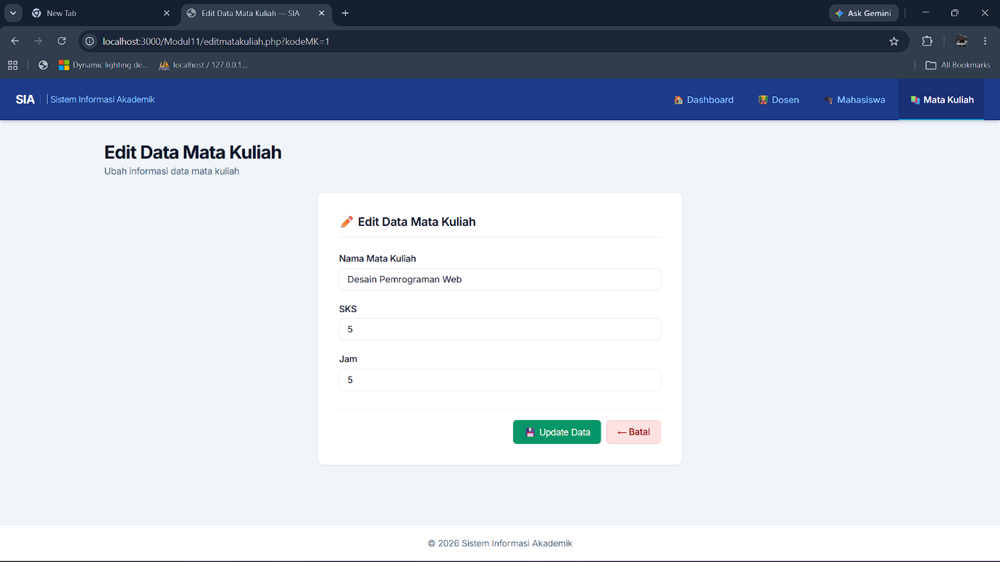 New Tab
Edit Data Mata Kuliah — SIA
Ask Gemini
localhost:3000/Modul11/editmatakuliah.php?kodeMK=1
Dynamic lighting de...
localhost / 127.0.0.1...
All Bookmarks
SIA
Sistem Informasi Akademik
Dashboard
Dosen
Mahasiswa
Mata Kuliah
Edit Data Mata Kuliah
Ubah informasi data mata kuliah
Edit Data Mata Kuliah
Nama Mata Kuliah
Desain Pemrograman Web
SKS
5
Jam
5
Update Data
← Batal
© 2026 Sistem Informasi Akademik